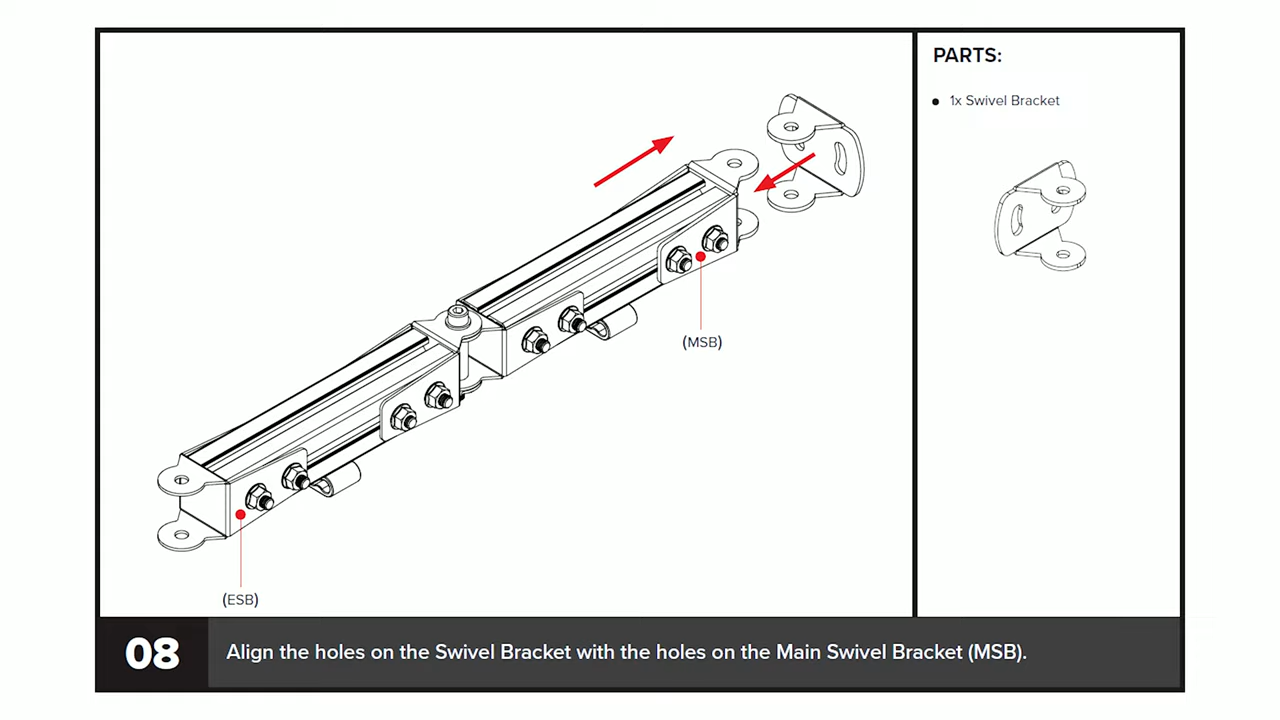 PARTS:
1x Swivel Bracket
(MSB)
(ESB)
08
Align the holes on the Swivel Bracket with the holes on the Main Swivel Bracket (MSB).